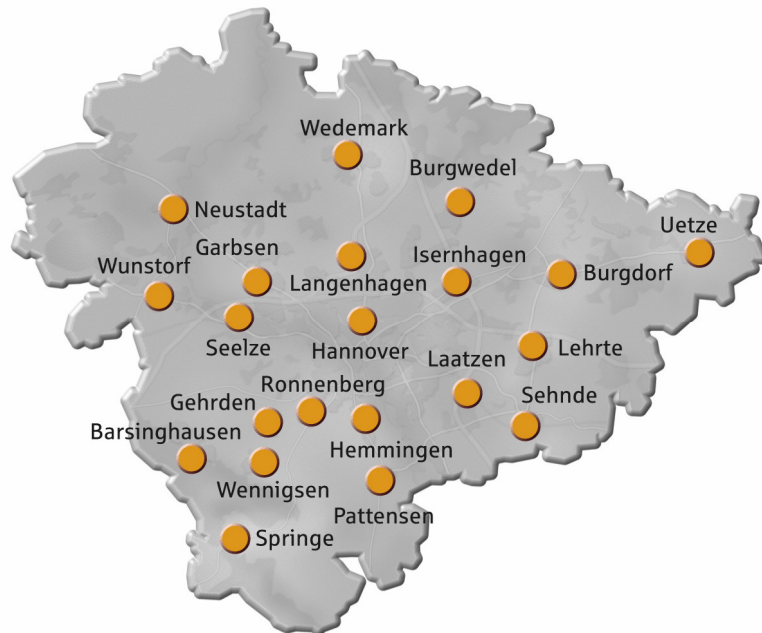 Wedemark
Burgwedel
Neustadt
Uetze
Garbsen
Isernhagen
Wunstorf
Langenhagen
Burgdorf
Seelze
Hannover
Laatzen
Lehrte
Ronnenberg
Gehrden
Sehnde
Barsinghausen
Hemmingen
Wennigsen
Pattensen
Springe